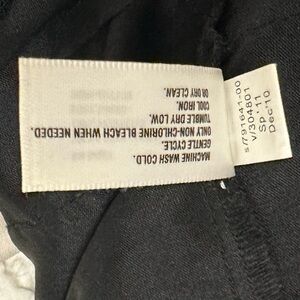 MACHINE WASH COLD.
GENTLE CYCLE.
ONLY NON-CHLORINE BLEACH WHEN NEEDED.
TUMBLE DRY LOW.
COOL IRON.
OR DRY CLEAN.
s/791641-00
v/304801
Sp '11
Dec'10